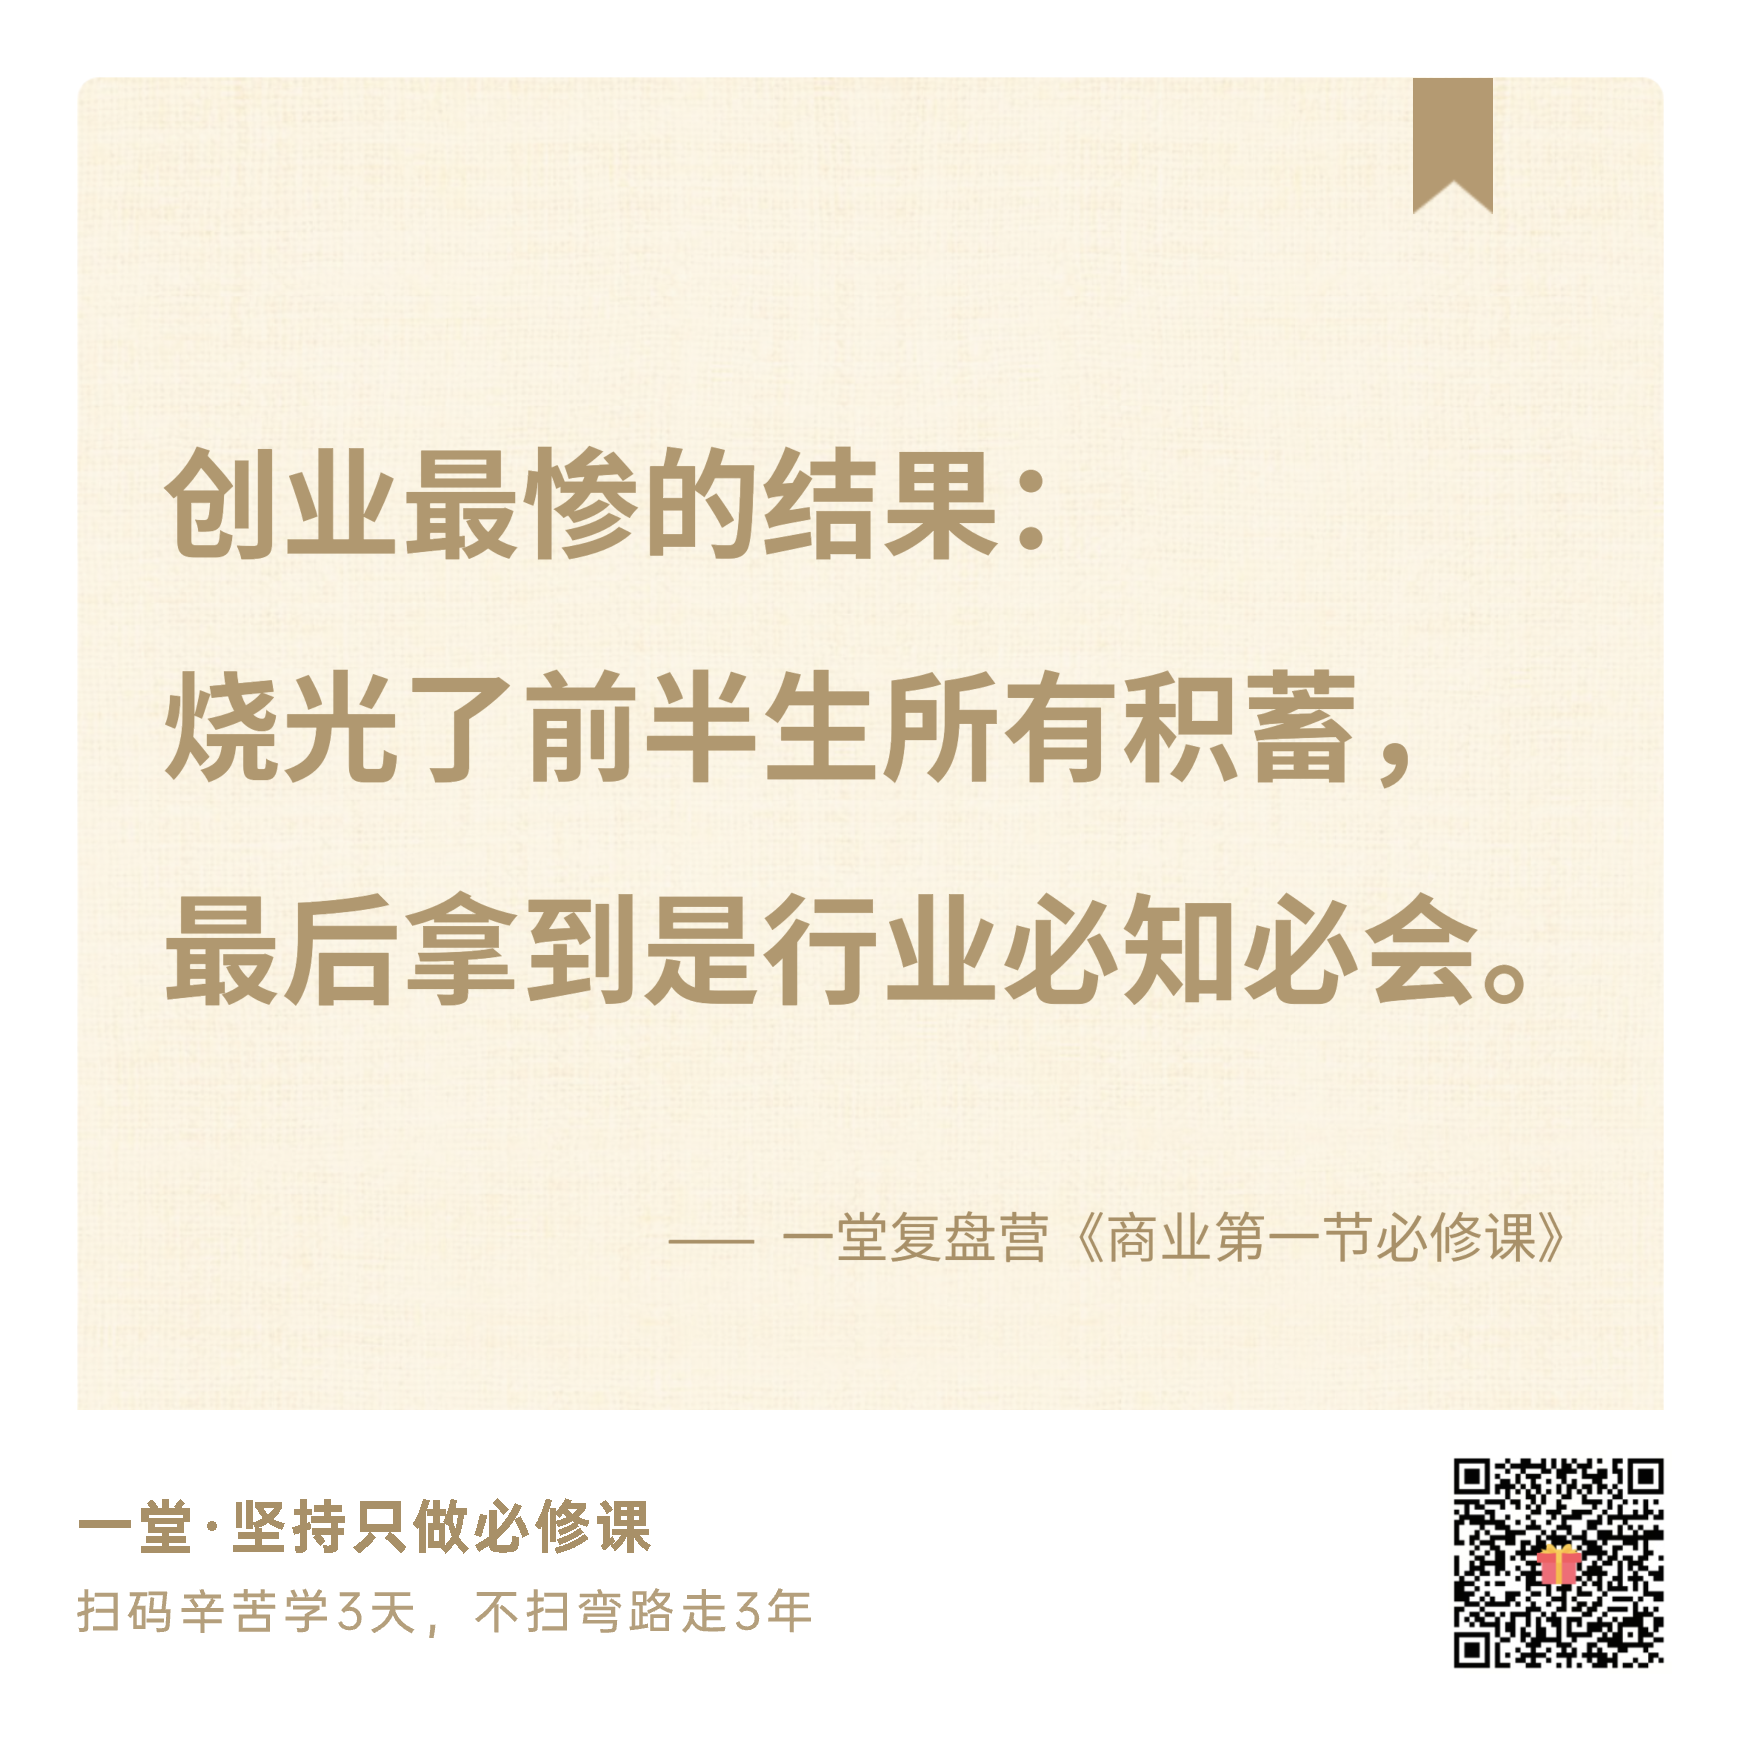 创业最惨的结果：
烧光了前半生所有积蓄，
最后拿到是行业必知必会。
—— 一堂复盘营《商业第一节必修课》
一堂·坚持只做必修课
扫码辛苦学3天，不扫弯路走3年